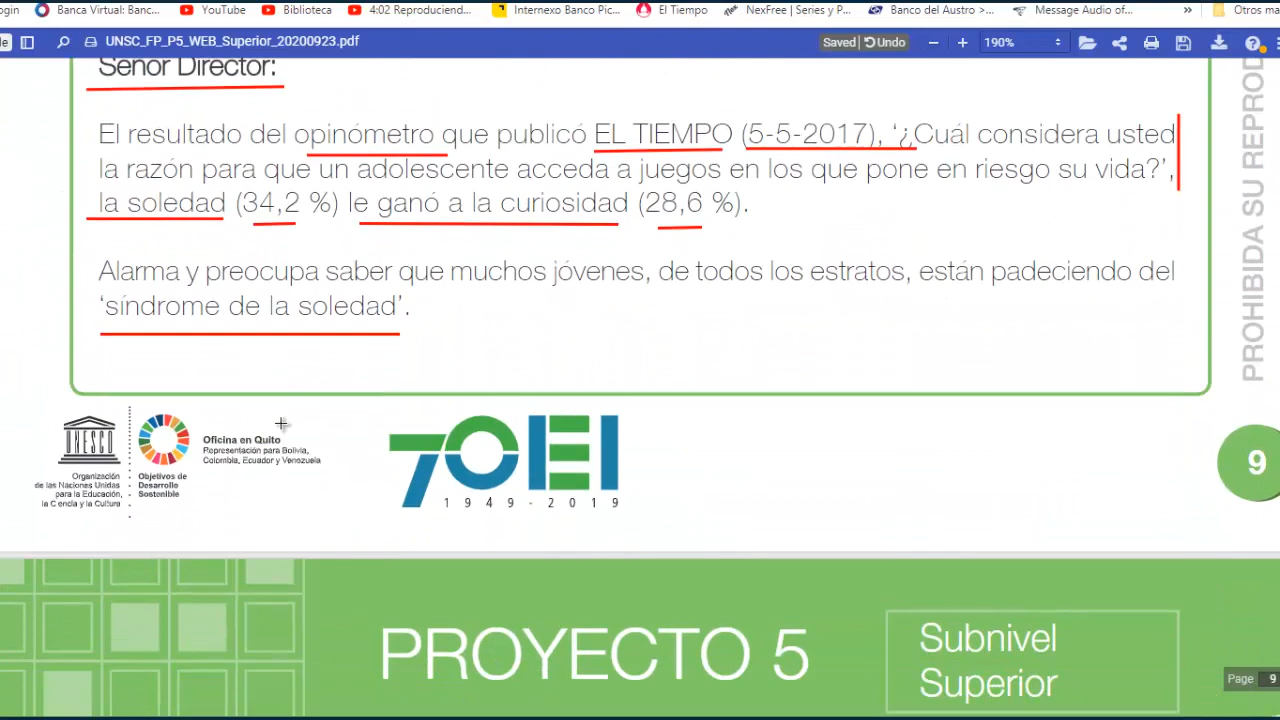 ogin Banca Virtual: Banc... YouTube Biblioteca 4:02 Reproduciend... Internexo Banco Pic... El Tiempo NexFree | Series y P... Banco del Austro >... Message Audio of... » Otros ma
UNSC_FP_P5_WEB_Superior_20200923.pdf Saved Undo 190%
Señor Director:
El resultado del opinómetro que publicó EL TIEMPO (5-5-2017), ‘¿Cuál considera usted
la razón para que un adolescente acceda a juegos en los que pone en riesgo su vida?’,
la soledad (34,2 %) le ganó a la curiosidad (28,6 %).
Alarma y preocupa saber que muchos jóvenes, de todos los estratos, están padeciendo del
‘síndrome de la soledad’.
PROHIBIDA SU REPROD
UNESCO
Organización
de las Naciones Unidas
para la Educación,
la Ciencia y la Cultura
Objetivos de
Desarrollo
Sostenible
Oficina en Quito
Representación para Bolivia,
Colombia, Ecuador y Venezuela
70 OEI
1949-2019
9
PROYECTO 5
Subnivel
Superior
Page 9